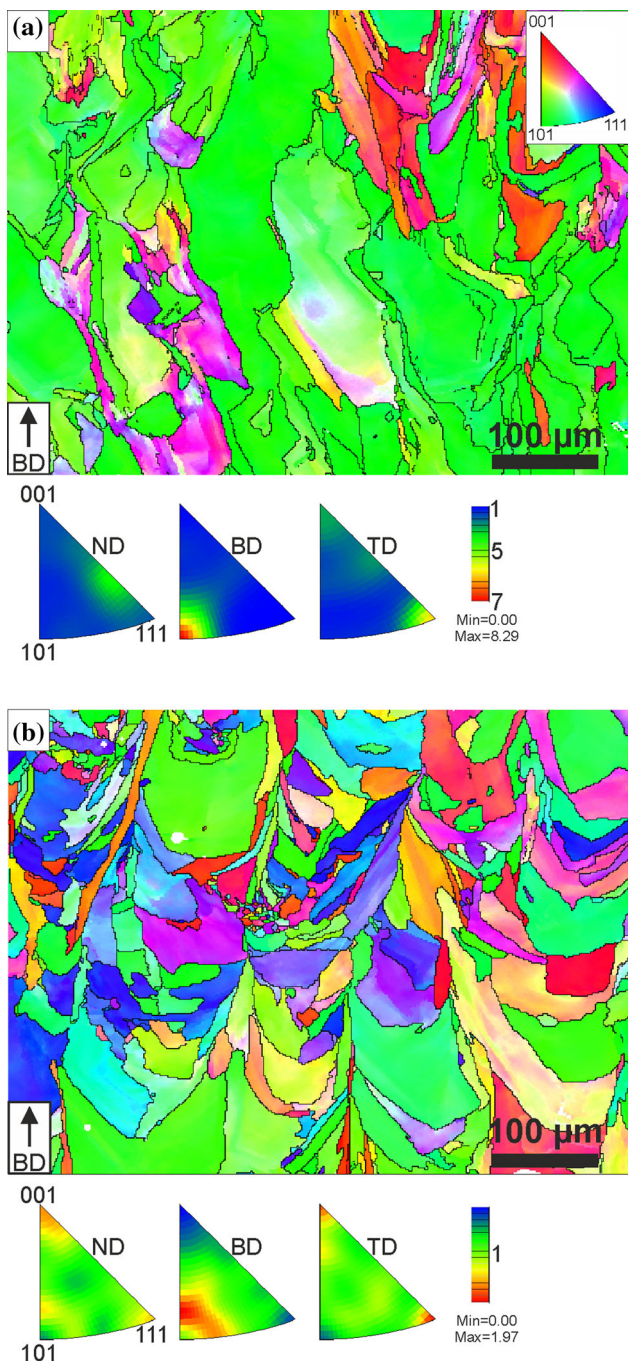 (a)
001
101
111
BD
100 µm
001
ND
BD
TD
101
111
1
5
7
Min=0.00
Max=8.29
(b)
BD
100 µm
001
ND
BD
TD
101
111
1
Min=0.00
Max=1.97